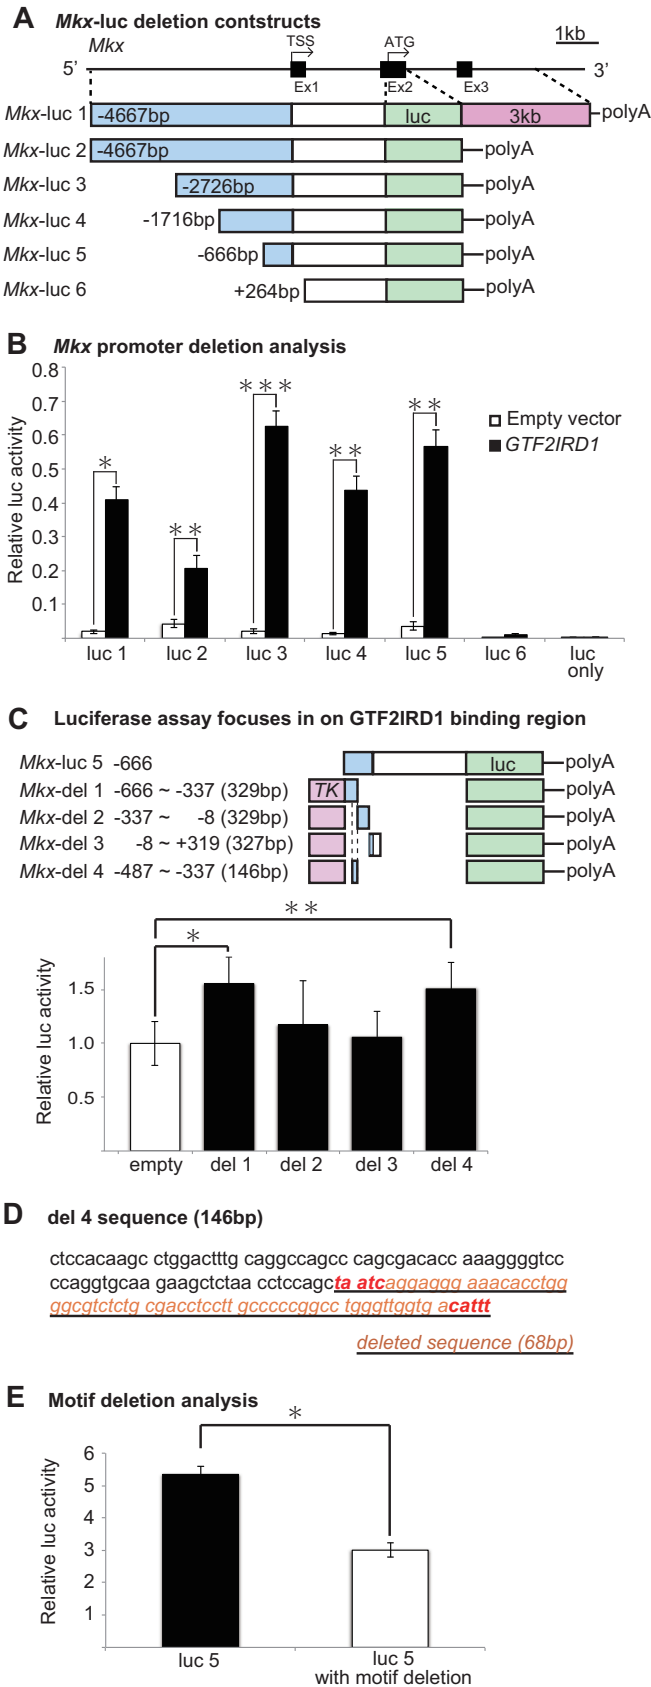 A Mkx-luc deletion contstructs
Mkx
TSS
ATG
1kb
5’
3’
Ex1
Ex2
Ex3
Mkx-luc 1
-4667bp
luc
3kb
polyA
Mkx-luc 2
-4667bp
polyA
Mkx-luc 3
-2726bp
polyA
Mkx-luc 4
-1716bp
polyA
Mkx-luc 5
-666bp
polyA
Mkx-luc 6
+264bp
polyA
B Mkx promoter deletion analysis
Relative luc activity
0.8
0.7
0.6
0.5
0.4
0.3
0.2
0.1
*
**
***
**
**
Empty vector
GTF2IRD1
luc 1
luc 2
luc 3
luc 4
luc 5
luc 6
luc only
C Luciferase assay focuses in on GTF2IRD1 binding region
Mkx-luc 5 -666
luc
polyA
Mkx-del 1 -666 ~ -337 (329bp)
TK
polyA
Mkx-del 2 -337 ~ -8 (329bp)
polyA
Mkx-del 3 -8 ~ +319 (327bp)
polyA
Mkx-del 4 -487 ~ -337 (146bp)
polyA
**
*
Relative luc activity
1.5
1.0
0.5
empty
del 1
del 2
del 3
del 4
D del 4 sequence (146bp)
ctccacaagc ctggactttg caggccagcc cagcgacacc aaaggggtcc
ccaggtgcaa gaagctctaa cctccagcta atcaggaggg aaacacctgg
ggcgtctctg cgacctcctt gcccccggcc tgggttggtg acattt
deleted sequence (68bp)
E Motif deletion analysis
*
Relative luc activity
6
5
4
3
2
1
luc 5
luc 5
with motif deletion